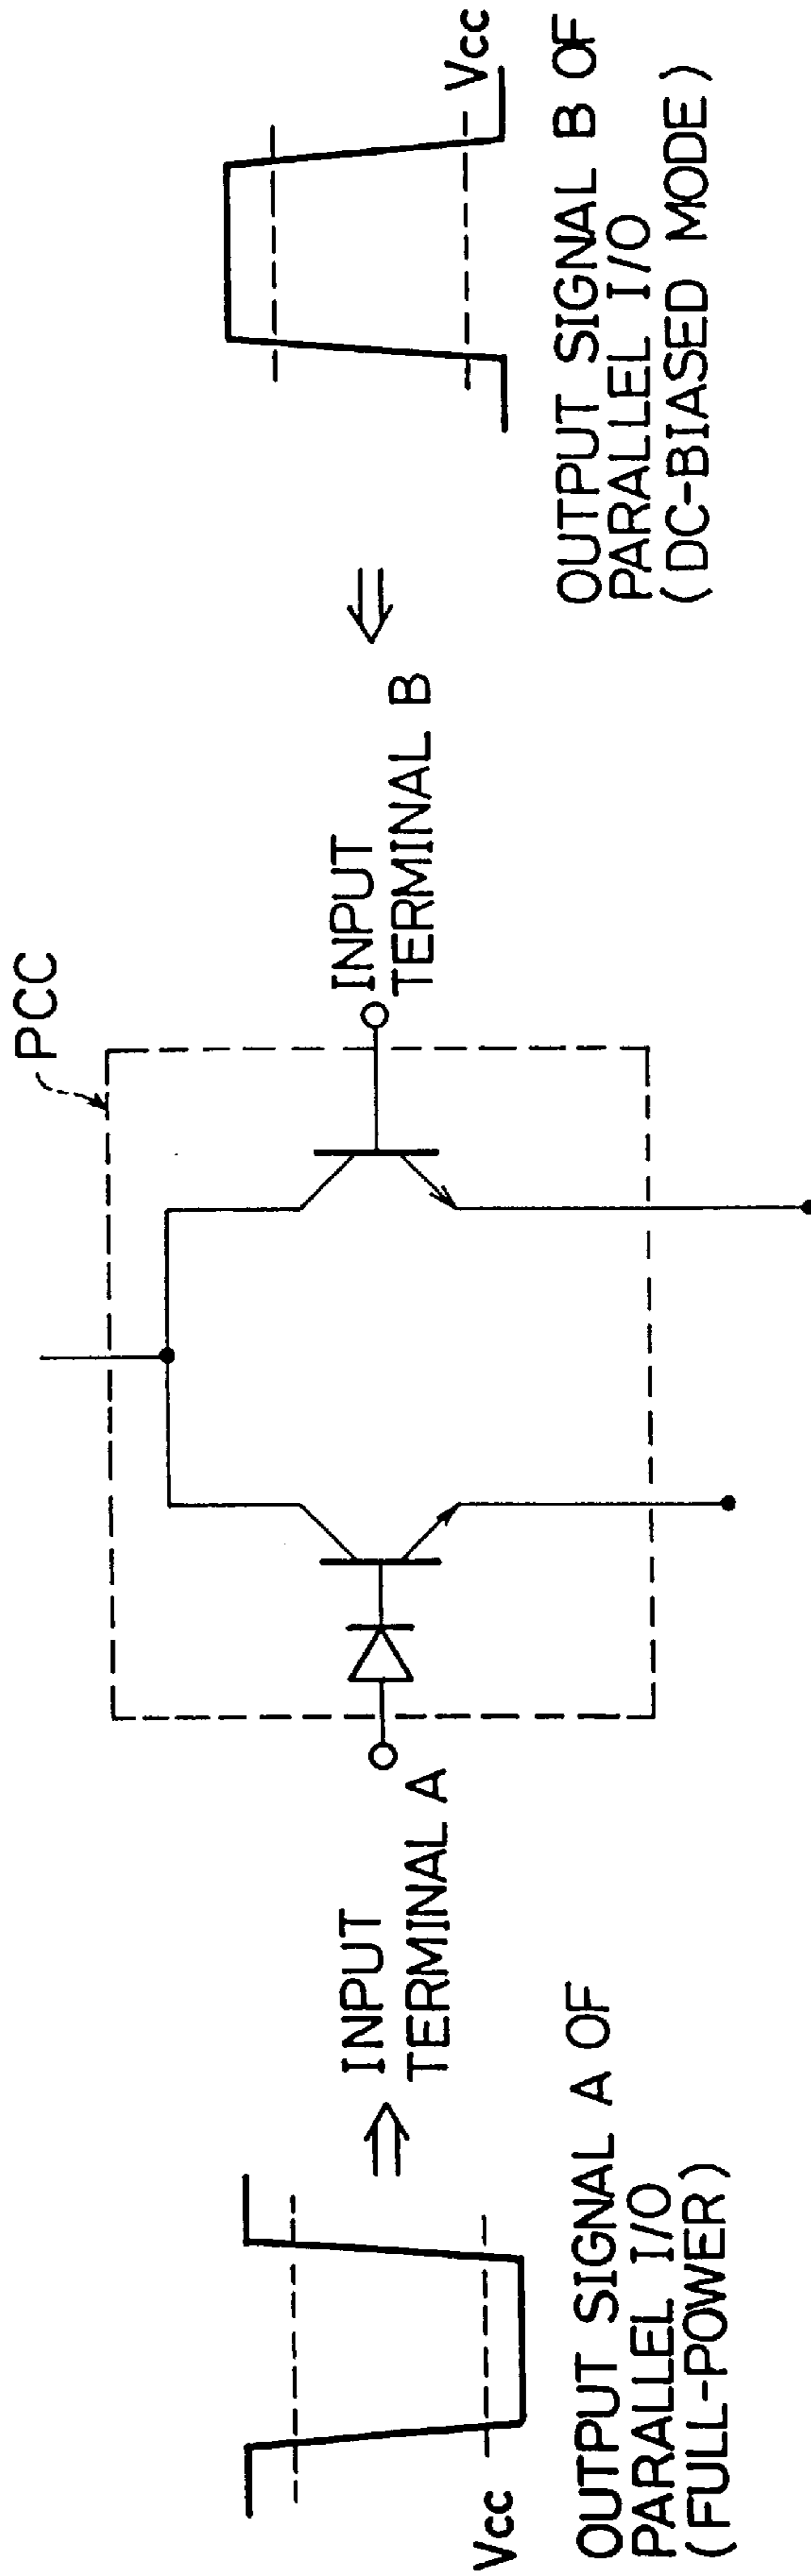 PCC
Vcc
INPUT
TERMINAL A
INPUT
TERMINAL B
Vcc
OUTPUT SIGNAL A OF
PARALLEL I/O
(FULL-POWER)
OUTPUT SIGNAL B OF
PARALLEL I/O
(DC-BIASED MODE)